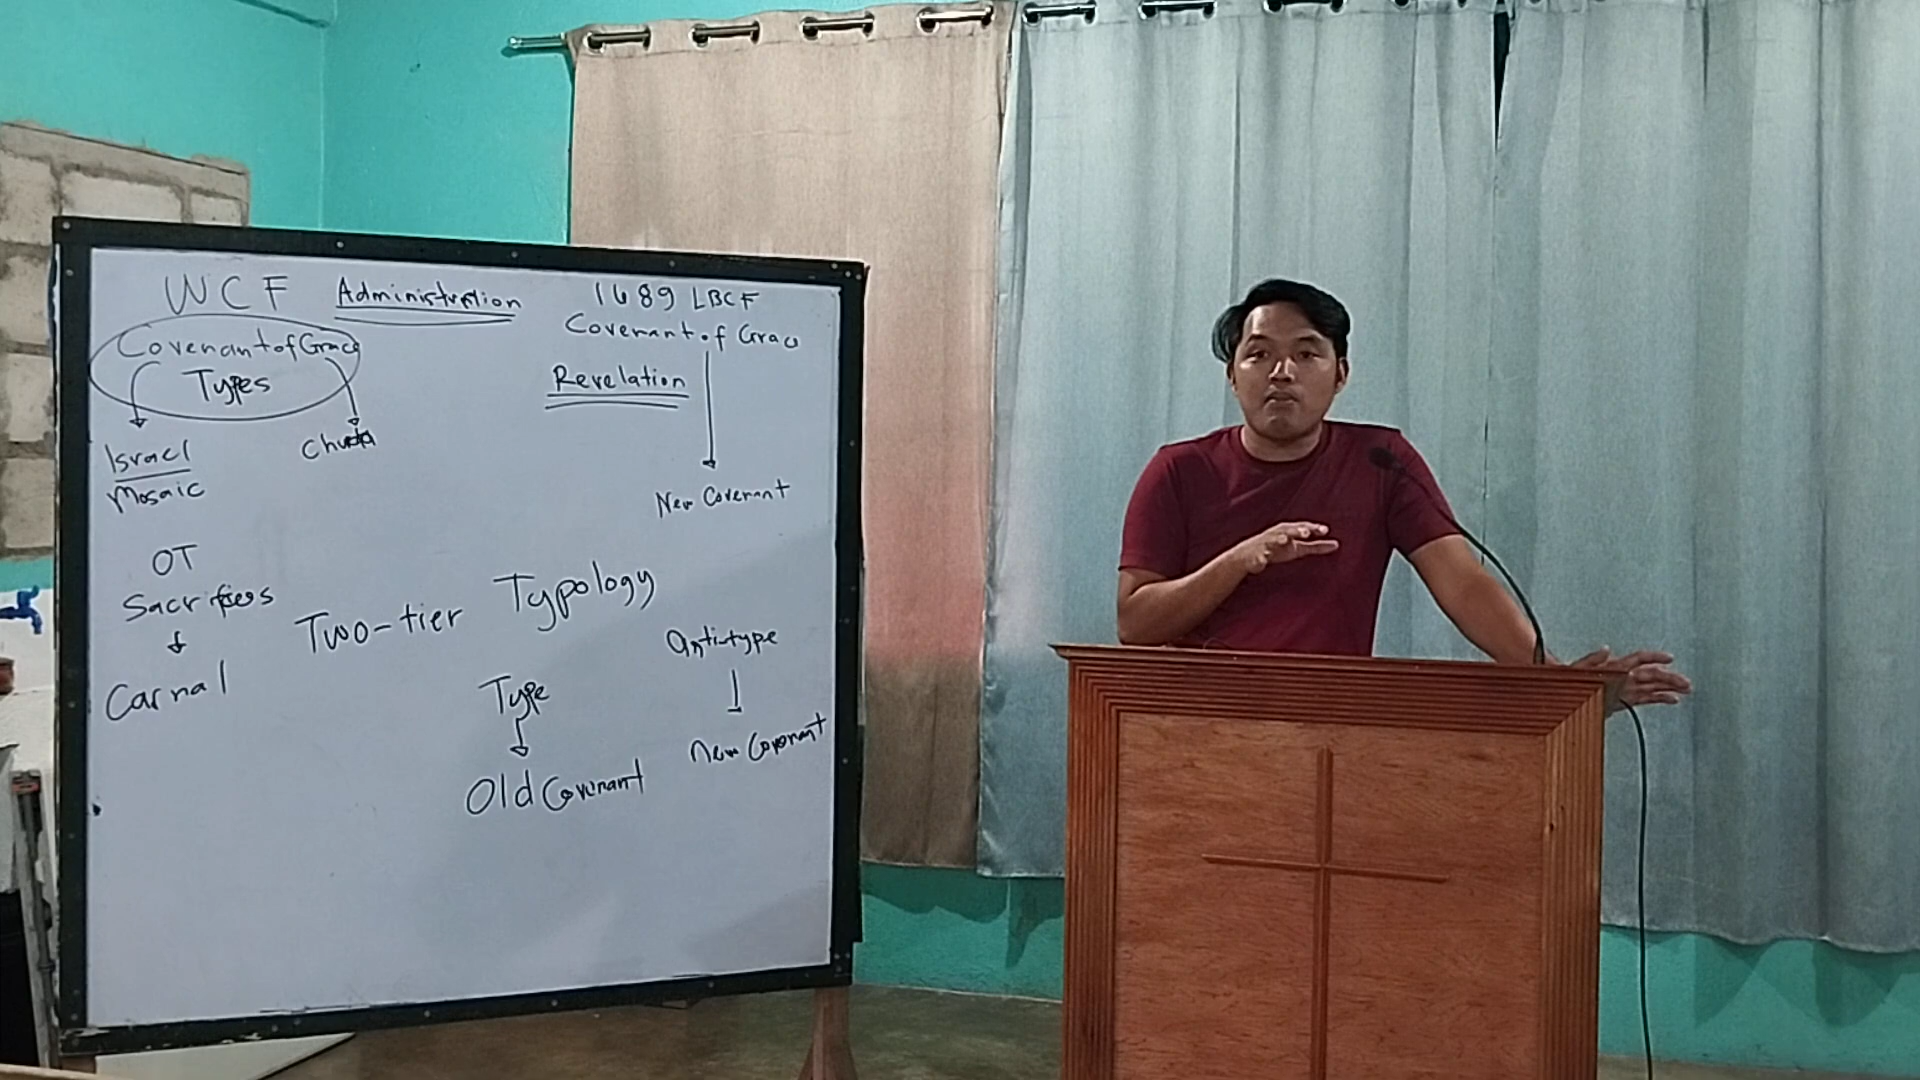 WCF Administration 1689 LBCF
Covenant of Grace
Types
Covenant of Grace
Revelation
Israel
Mosaic
Church
New Covenant
OT
Sacrifices
Carnal
Two-tier Typology
Type
Old Covenant
antitype
New Covenant